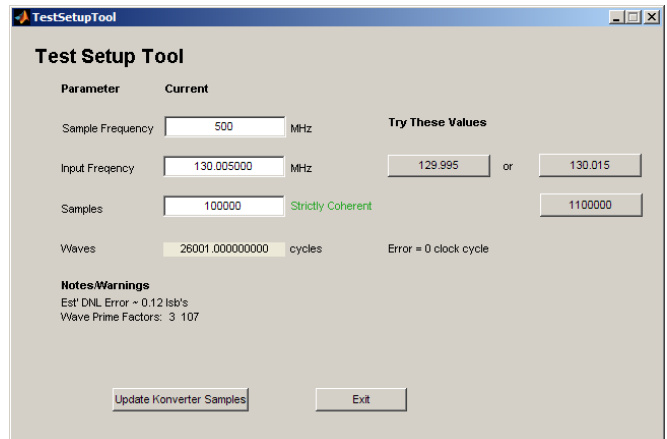 TestSetupTool
Test Setup Tool
Parameter Current
Sample Frequency 500 MHz Try These Values
Input Freqency 130.005000 MHz 129.995 or 130.015
Samples 100000 Strictly Coherent 1100000
Waves 26001.000000000 cycles Error = 0 clock cycle
Notes/Warnings
Est' DNL Error ~ 0.12 lsb's
Wave Prime Factors: 3 107
Update Konverter Samples Exit